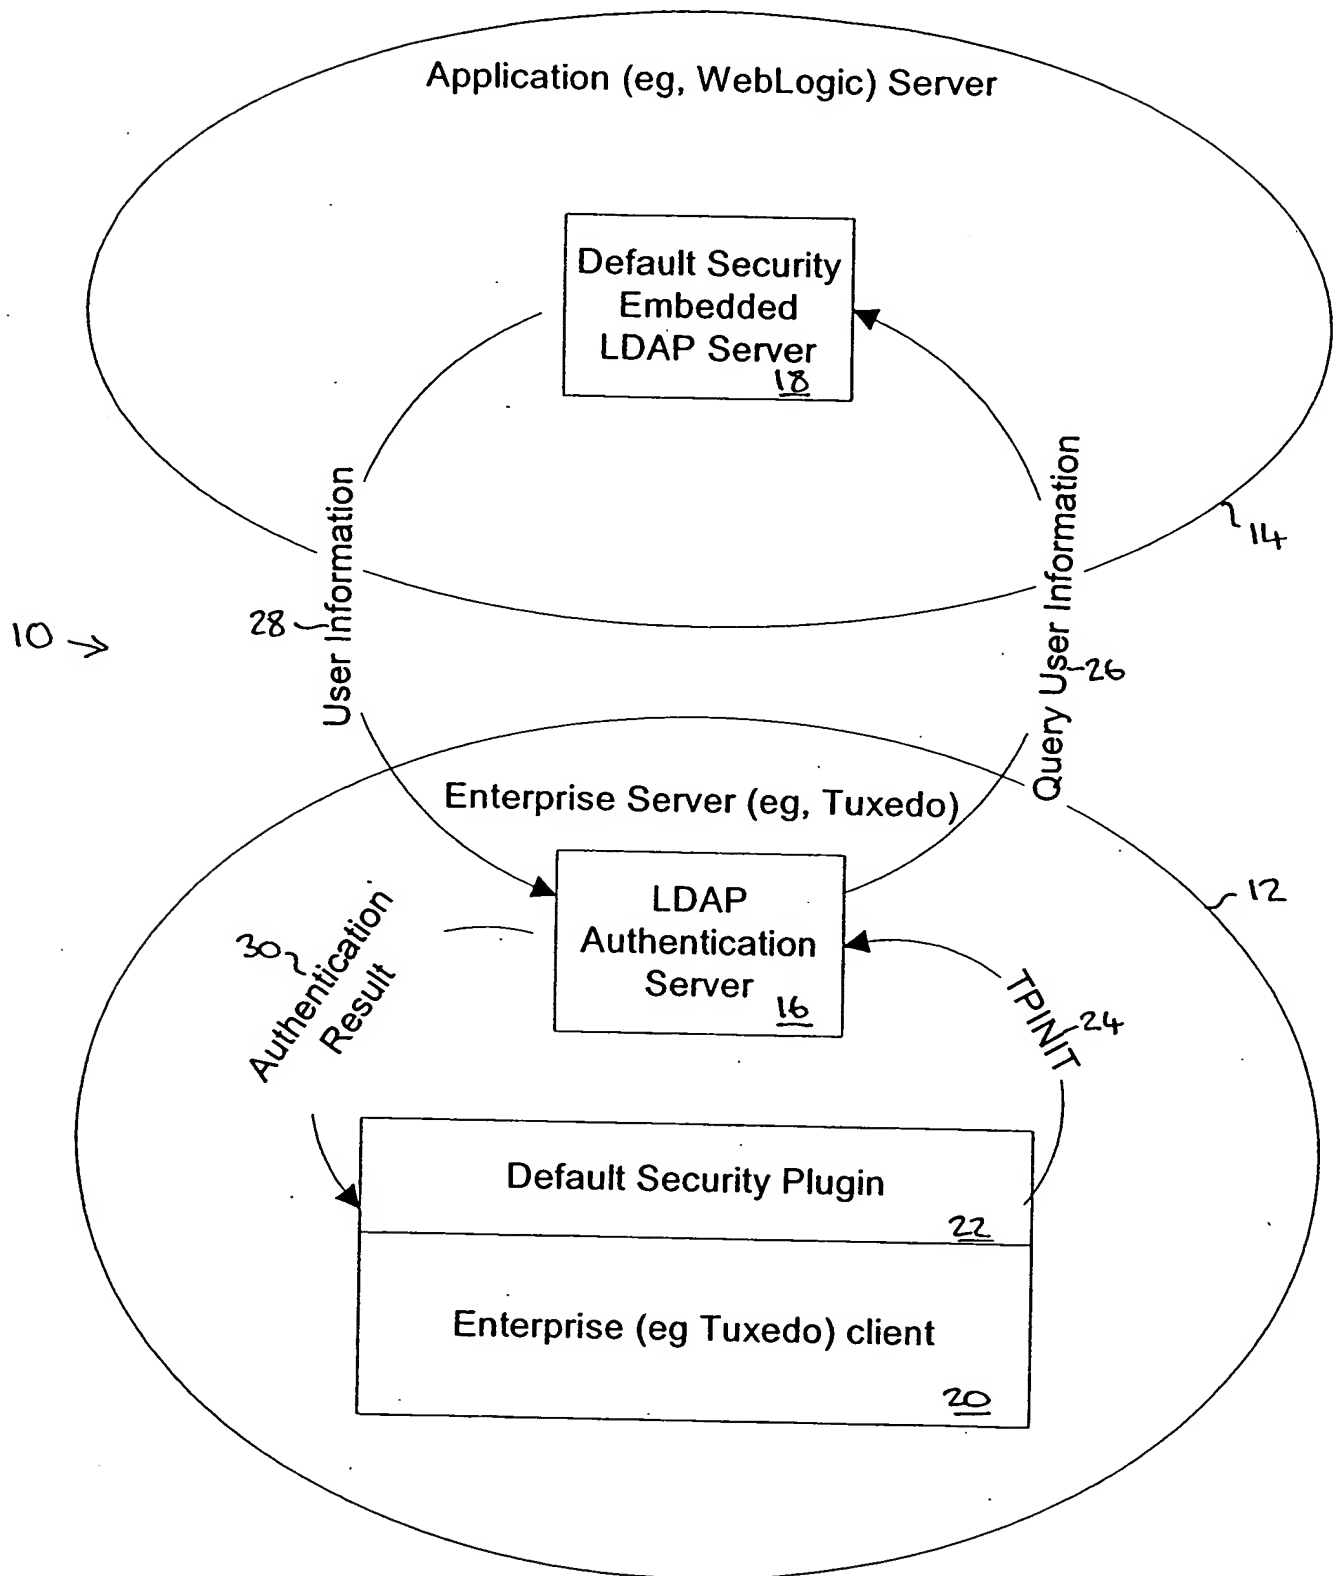 Application (eg, WebLogic) Server
Default Security
Embedded
LDAP Server
18
14
User Information
28
10
Query User Information
26
Enterprise Server (eg, Tuxedo)
12
LDAP
Authentication
Server
16
30
Authentication
Result
TPINIT
24
Default Security Plugin
22
Enterprise (eg Tuxedo) client
20